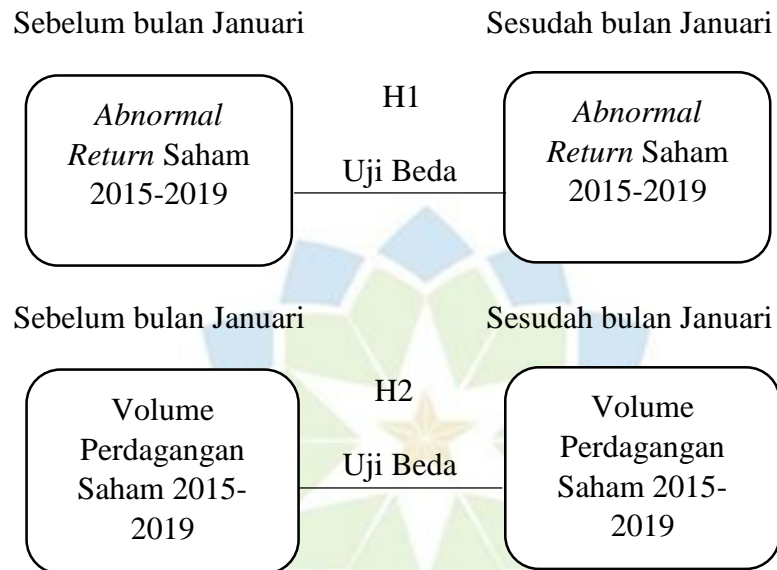 Sebelum bulan Januari
Sesudah bulan Januari
Abnormal
Return Saham
2015-2019
H1
Uji Beda
Abnormal
Return Saham
2015-2019
Sebelum bulan Januari
Sesudah bulan Januari
Volume
Perdagangan
Saham 2015-
2019
H2
Uji Beda
Volume
Perdagangan
Saham 2015-
2019